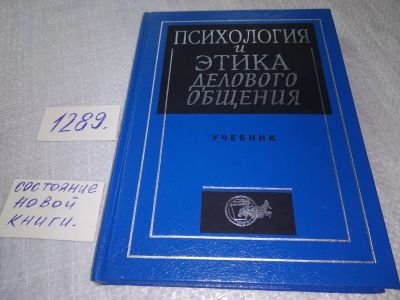 ПСИХОЛОГИЯ
и
ЭТИКА
ДЕЛОВОГО
ОБЩЕНИЯ
УЧЕБНИК
1289.
состояние
новой
книги.